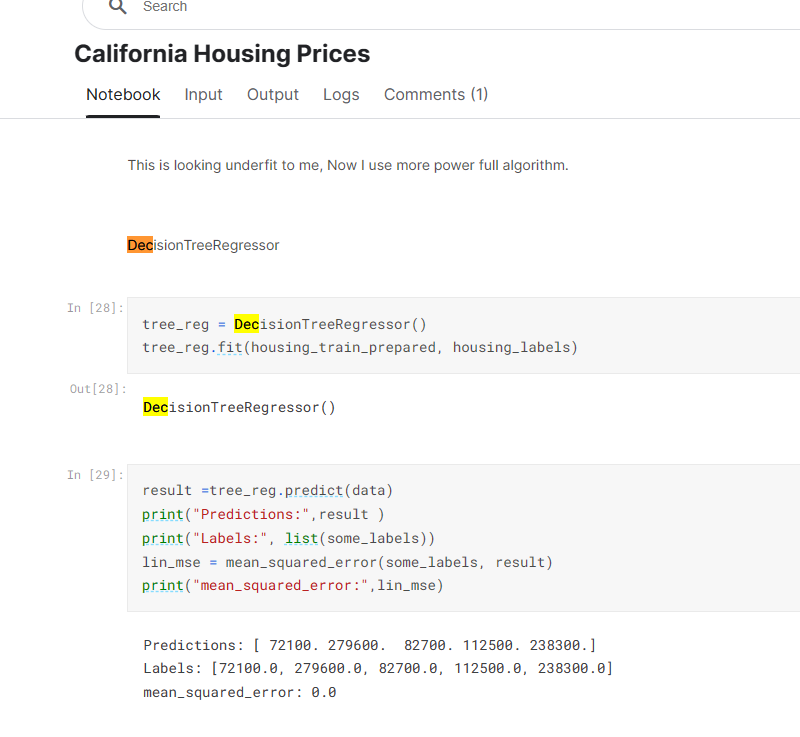 Search
California Housing Prices
Notebook Input Output Logs Comments (1)
This is looking underfit to me, Now I use more power full algorithm.
DecisionTreeRegressor
In [28]:
tree_reg = DecisionTreeRegressor()
tree_reg.fit(housing_train_prepared, housing_labels)
Out[28]:
DecisionTreeRegressor()
In [29]:
result =tree_reg.predict(data)
print("Predictions:",result )
print("Labels:", list(some_labels))
lin_mse = mean_squared_error(some_labels, result)
print("mean_squared_error:",lin_mse)
Predictions: [ 72100. 279600.  82700. 112500. 238300.]
Labels: [72100.0, 279600.0, 82700.0, 112500.0, 238300.0]
mean_squared_error: 0.0